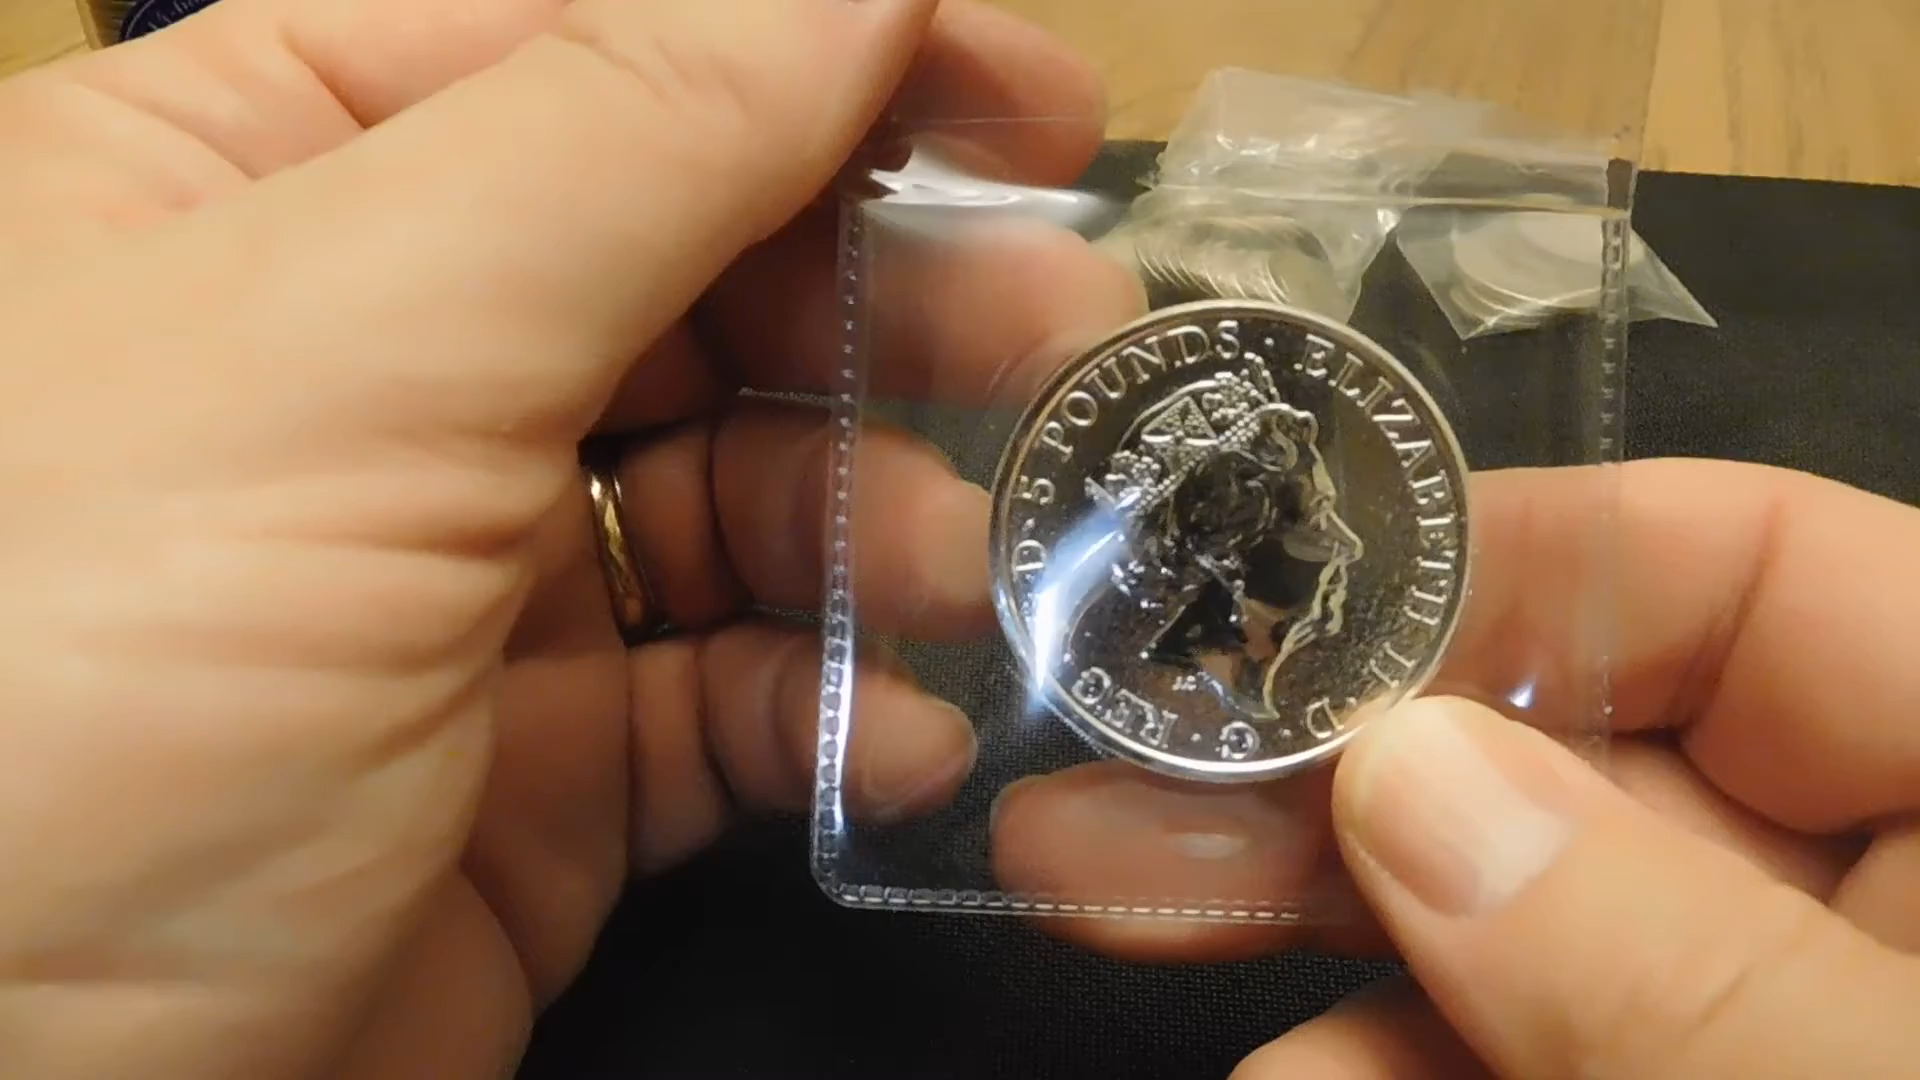 ELIZABETH II · D · G · REG · F · D · 5 POUNDS ·